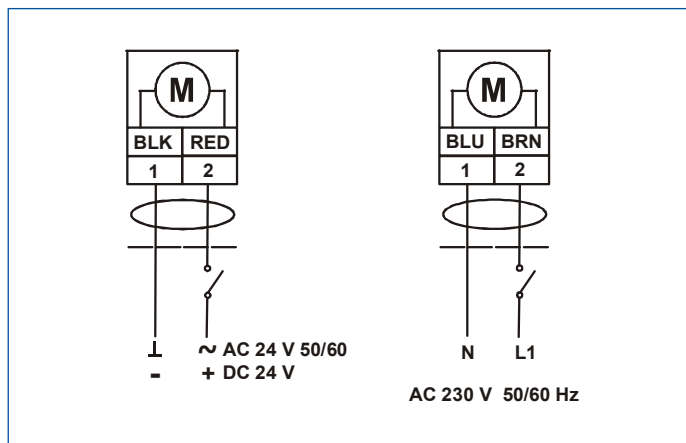 M
BLK RED
1 2
⊥ ~ AC 24 V 50/60
- + DC 24 V
M
BLU BRN
1 2
N L1
AC 230 V 50/60 Hz